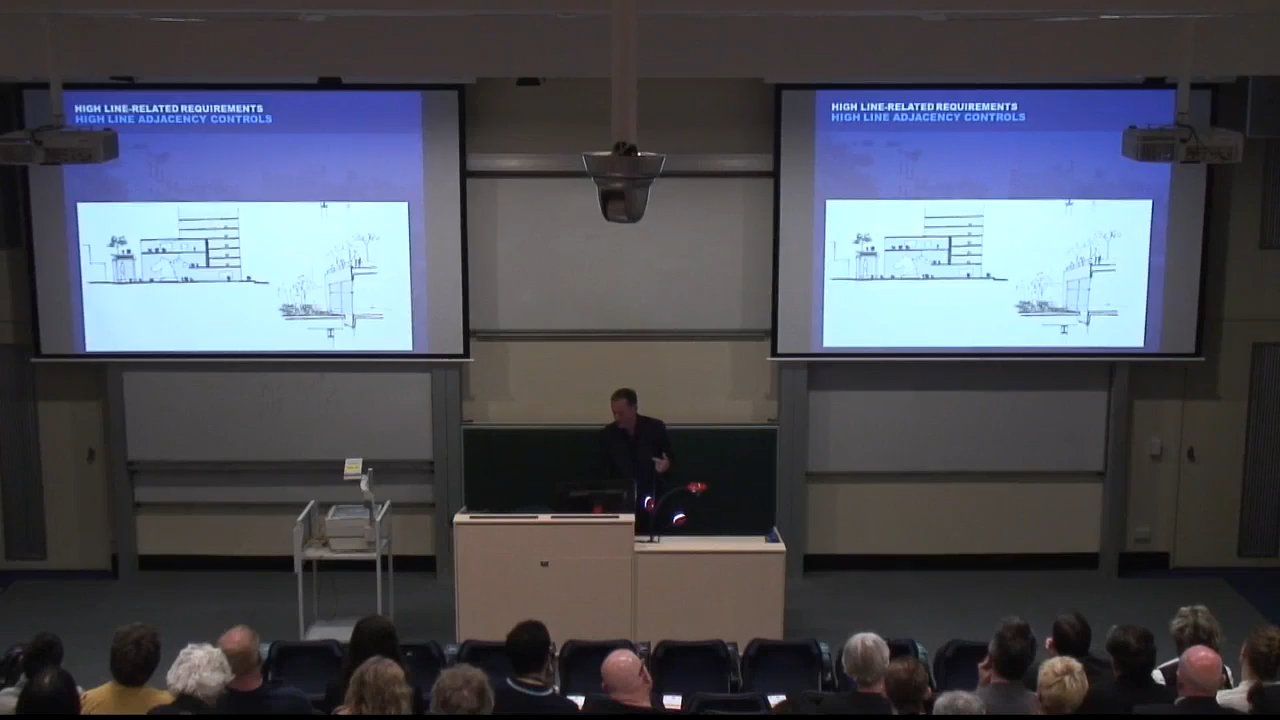 HIGH LINE-RELATED REQUIREMENTS
HIGH LINE ADJACENCY CONTROLS
HIGH LINE-RELATED REQUIREMENTS
HIGH LINE ADJACENCY CONTROLS